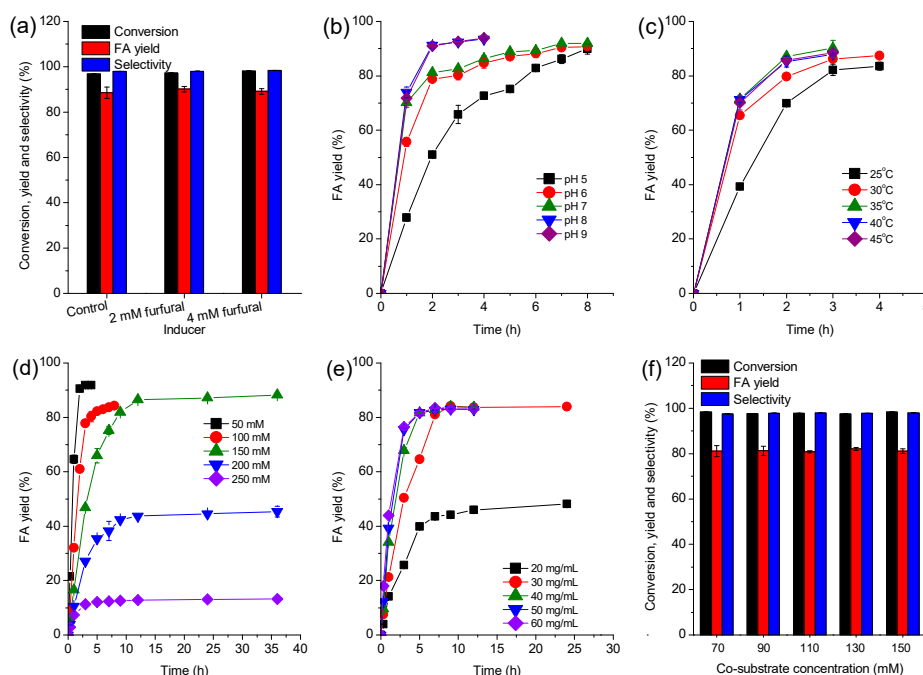 (a)
Conversion
FA yield
Selectivity
Conversion, yield and selectivity (%)
120
100
80
60
40
20
0
Control
2 mM furfural
4 mM furfural
Inducer
(b)
FA yield (%)
100
80
60
40
20
0
pH 5
pH 6
pH 7
pH 8
pH 9
0 1 2 3 4 5 6 7 8
Time (h)
(c)
FA yield (%)
100
80
60
40
20
0
25°C
30°C
35°C
40°C
45°C
0 1 2 3 4
Time (h)
(d)
FA yield (%)
100
80
60
40
20
0
50 mM
100 mM
150 mM
200 mM
250 mM
0 5 10 15 20 25 30 35
Time (h)
(e)
FA yield (%)
100
80
60
40
20
0
20 mg/mL
30 mg/mL
40 mg/mL
50 mg/mL
60 mg/mL
0 5 10 15 20 25
Time (h)
(f)
Conversion
FA yield
Selectivity
Conversion, yield and selectivity (%)
120
100
80
60
40
20
0
70 90 110 130 150
Co-substrate concentration (mM)